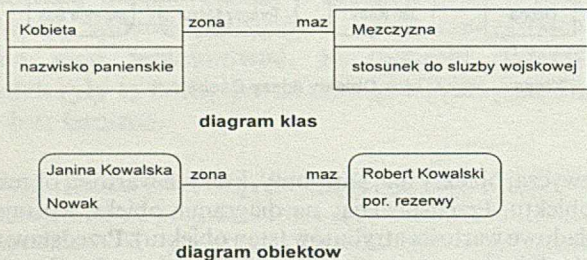 zona maz
Kobieta
Mezczyzna
nazwisko panienskie
stosunek do sluzby wojskowej
diagram klas
Janina Kowalska zona maz Robert Kowalski
Nowak
por. rezerwy
diagram obiektow